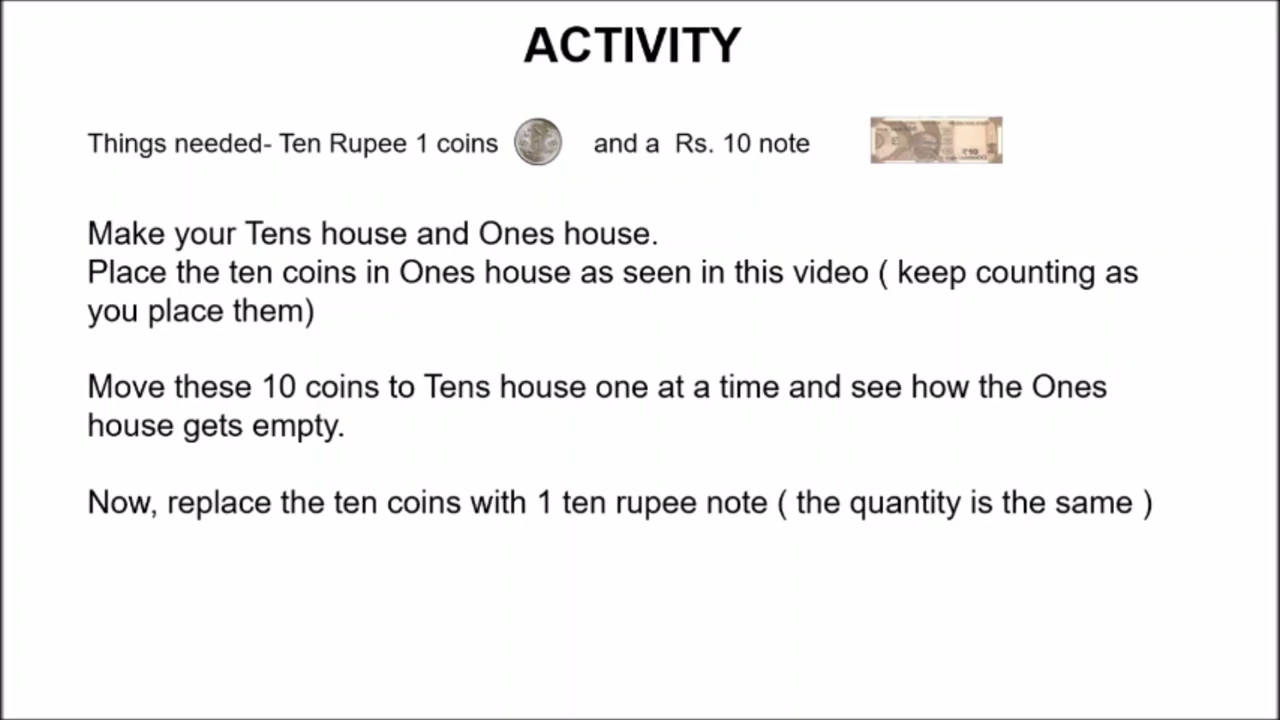 ACTIVITY
Things needed- Ten Rupee 1 coins and a Rs. 10 note
₹10
Make your Tens house and Ones house.
Place the ten coins in Ones house as seen in this video ( keep counting as
you place them)
Move these 10 coins to Tens house one at a time and see how the Ones
house gets empty.
Now, replace the ten coins with 1 ten rupee note ( the quantity is the same )